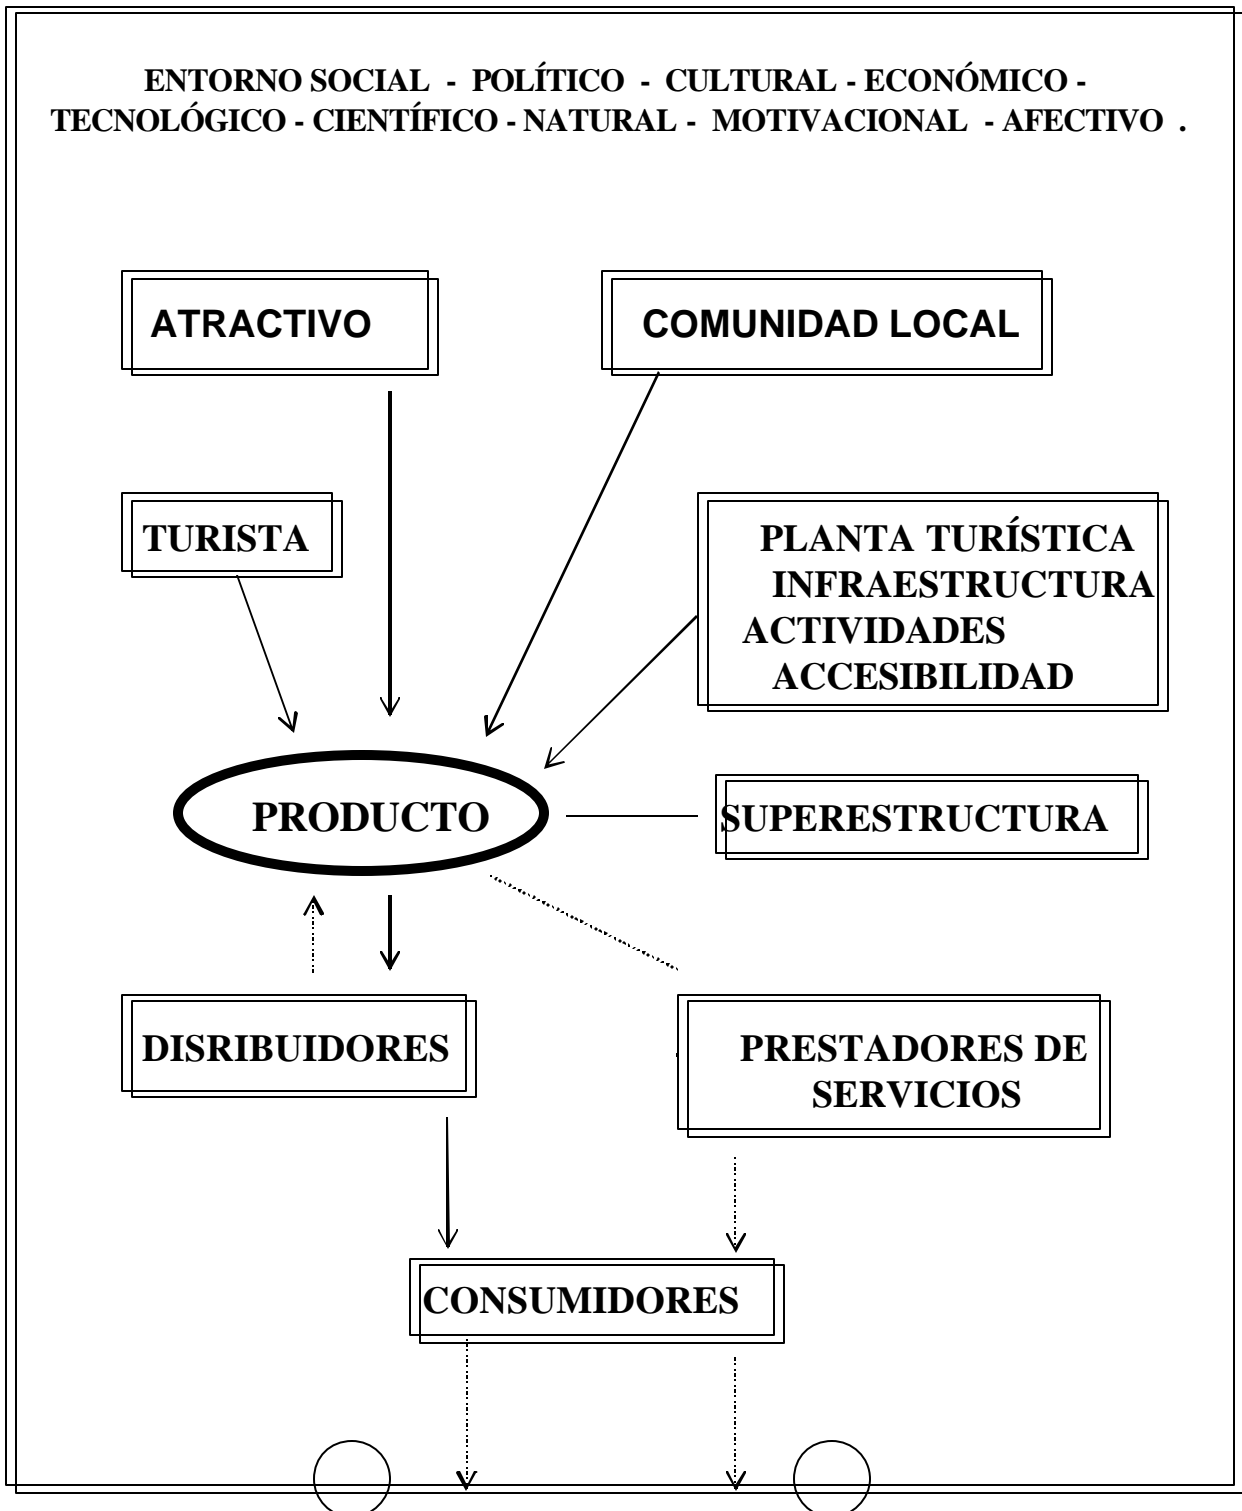 ENTORNO SOCIAL - POLÍTICO - CULTURAL - ECONÓMICO -
TECNOLÓGICO - CIENTÍFICO - NATURAL - MOTIVACIONAL - AFECTIVO .
ATRACTIVO
COMUNIDAD LOCAL
TURISTA
PLANTA TURÍSTICA
INFRAESTRUCTURA
ACTIVIDADES
ACCESIBILIDAD
PRODUCTO
SUPERESTRUCTURA
DISRIBUIDORES
PRESTADORES DE
SERVICIOS
CONSUMIDORES